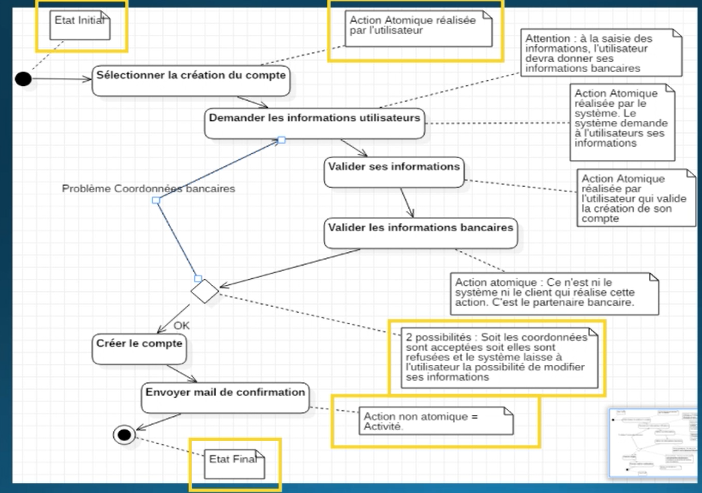 Etat Initial
Action Atomique réalisée
par l'utilisateur
Attention : à la saisie des
informations, l'utilisateur
devra donner ses
informations bancaires
Sélectionner la création du compte
Action Atomique
réalisée par le
système. Le
système demande
à l'utilisateurs ses
informations
Demander les informations utilisateurs
Valider ses informations
Action Atomique
réalisée par
l'utilisateur qui valide
la création de son
compte
Problème Coordonnées bancaires
Valider les informations bancaires
Action atomique : Ce n'est ni le
système ni le client qui réalise cette
action. C'est le partenaire bancaire.
OK
2 possibilités : Soit les coordonnées
sont acceptées soit elles sont
refusées et le système laisse à
l'utilisateur la possibilité de modifier
ses informations
Créer le compte
Envoyer mail de confirmation
Action non atomique =
Activité.
Etat Final